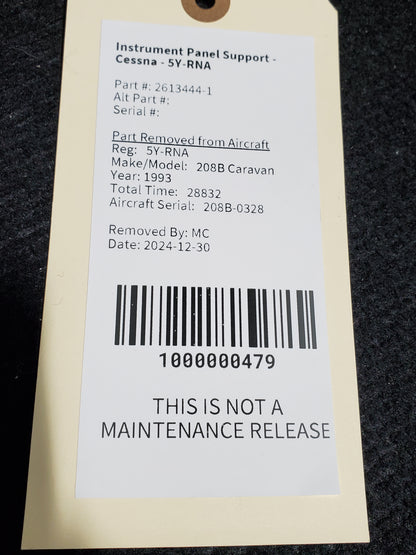 Instrument Panel Support -
Cessna - 5Y-RNA
Part #: 2613444-1
Alt Part #:
Serial #:
Part Removed from Aircraft
Reg: 5Y-RNA
Make/Model: 208B Caravan
Year: 1993
Total Time: 28832
Aircraft Serial: 208B-0328
Removed By: MC
Date: 2024-12-30
1000000479
THIS IS NOT A
MAINTENANCE RELEASE